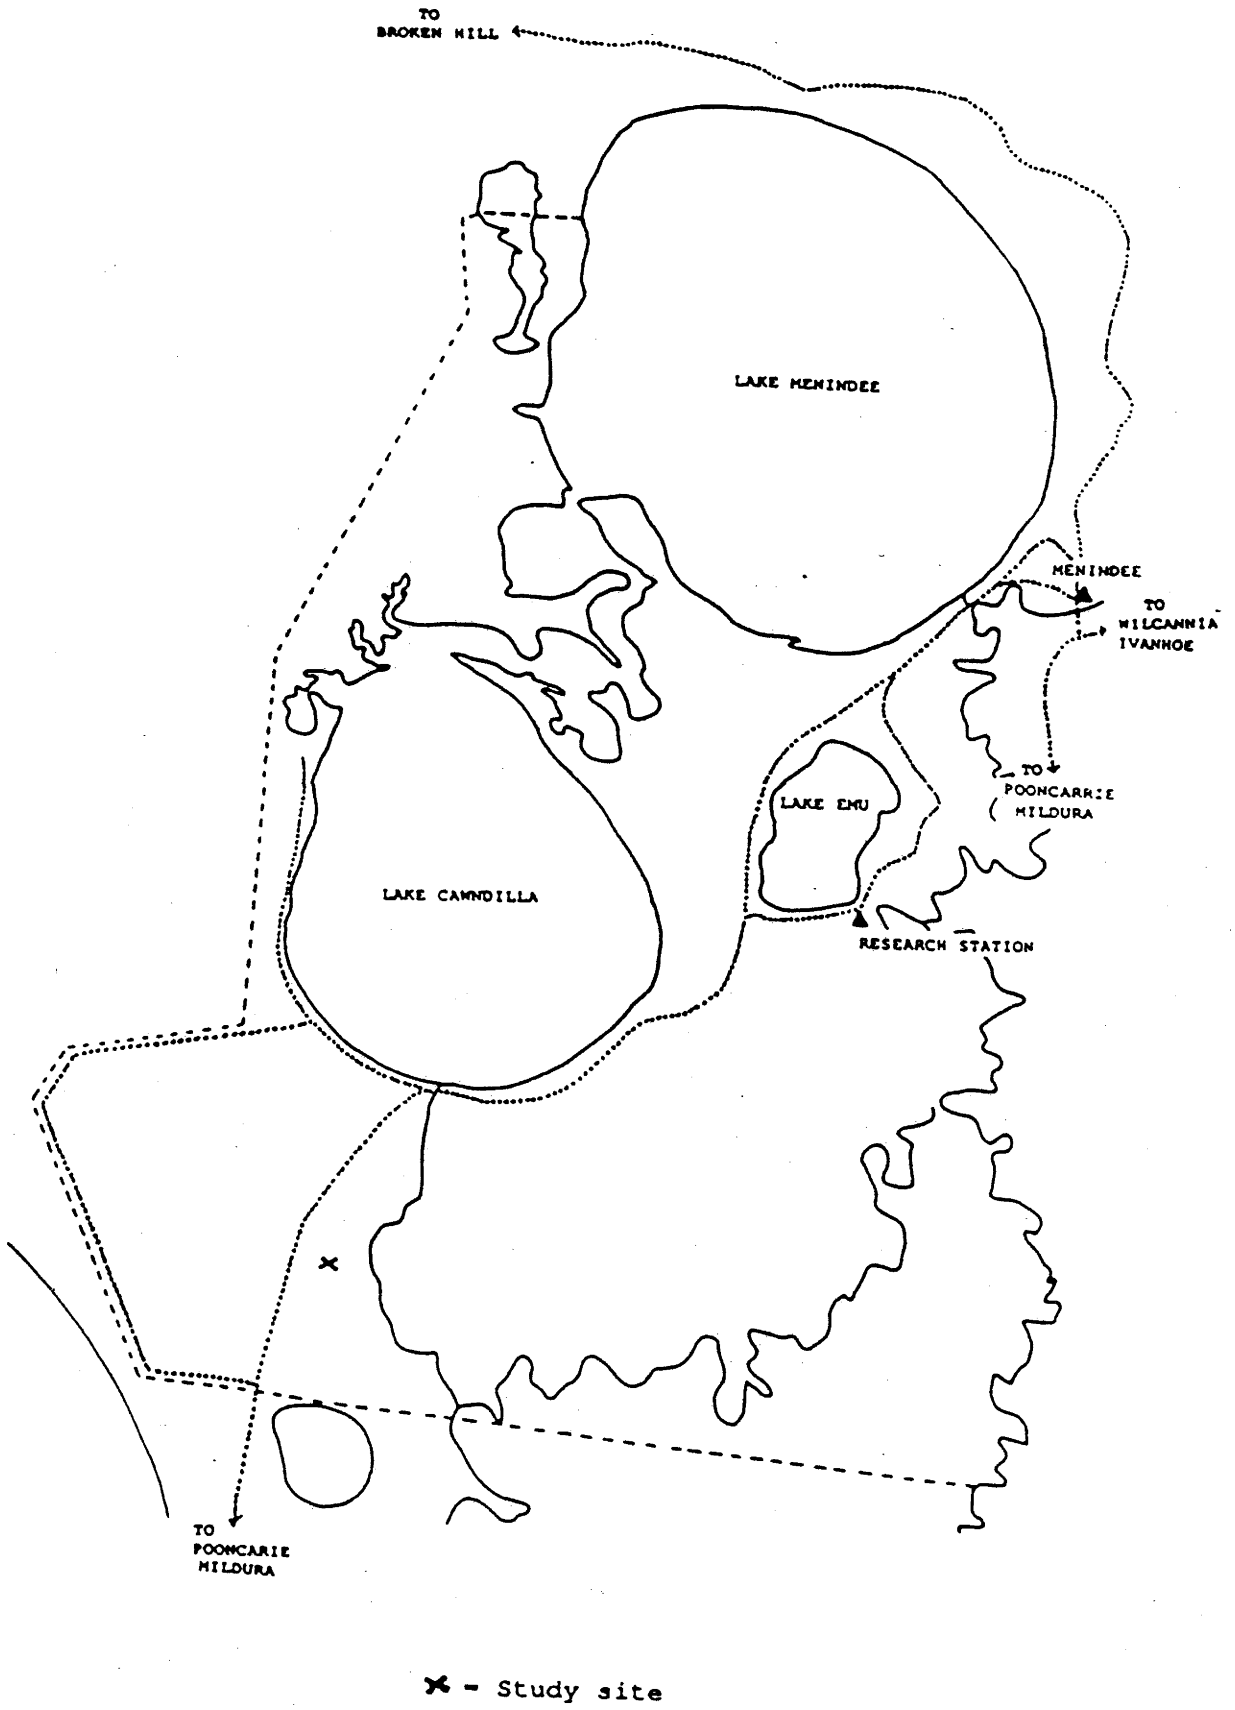 TO
BROKEN HILL
LAKE MENINDEE
MENINDEE
TO
WILCANNIA
IVANHOE
TO
POONCARRIE
MILDURA
LAKE EMU
LAKE CAWNDILLA
RESEARCH STATION
TO
POONCARIE
MILDURA
x - Study site